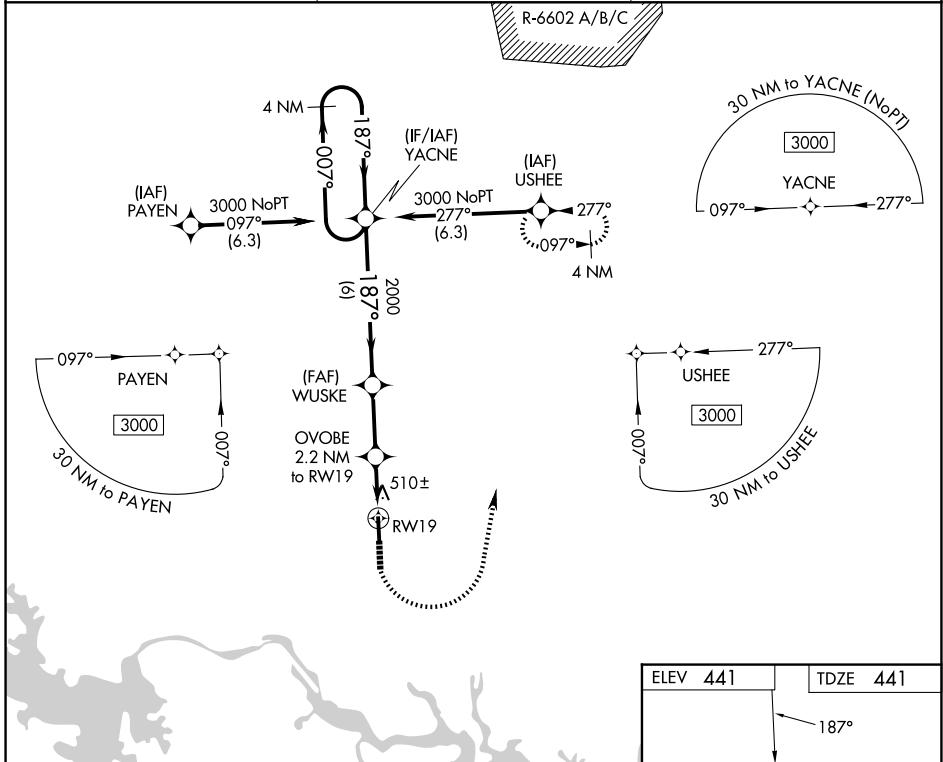 R-6602 A/B/C
4 NM
187°
007°
(IF/IAF)
YACNE
(IAF)
PAYEN
3000 NoPT
097°
(6.3)
3000 NoPT
277°
(6.3)
(IAF)
USHEE
277°
097°
4 NM
30 NM to YACNE (NoPT)
3000
YACNE
097°
277°
2000
187°
(6)
097°
PAYEN
3000
007°
30 NM to PAYEN
(FAF)
WUSKE
OVOBE
2.2 NM
to RW19
510±
RW19
277°
USHEE
3000
007°
30 NM to USHEE
ELEV 441
TDZE 441
187°